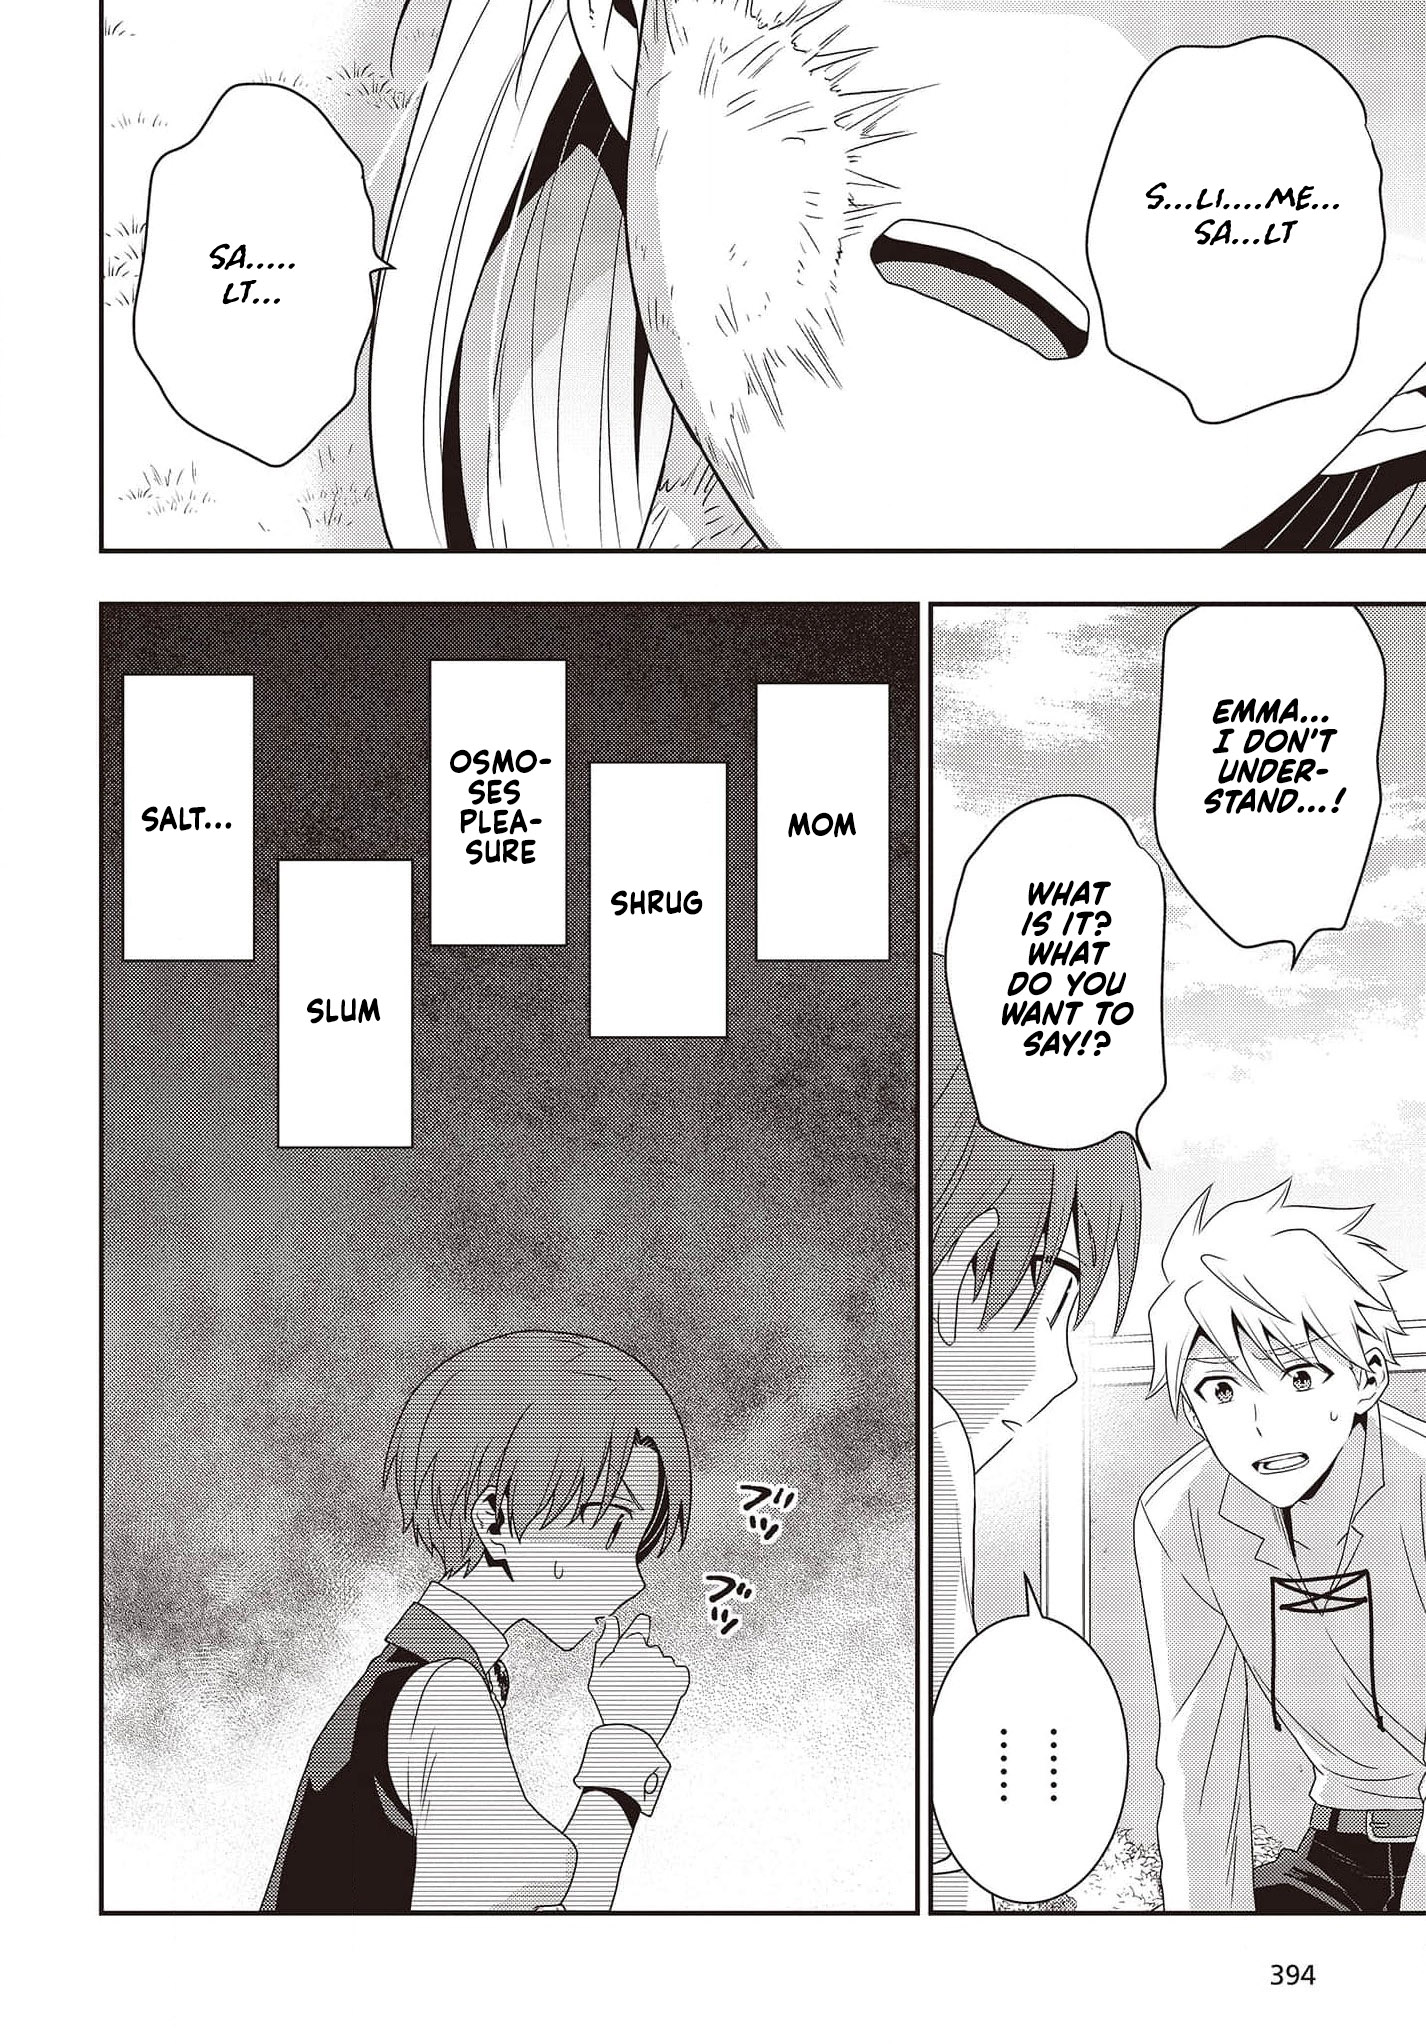 S...LI....ME...
SA...LT
SA.....
LT...
EMMA...
I DON'T
UNDER-
STAND...!
WHAT
IS IT?
WHAT
DO YOU
WANT TO
SAY!?
......
......
MOM
SHRUG
OSMO-
SES
PLEA-
SURE
SLUM
SALT...
ブツ
ブツ
394